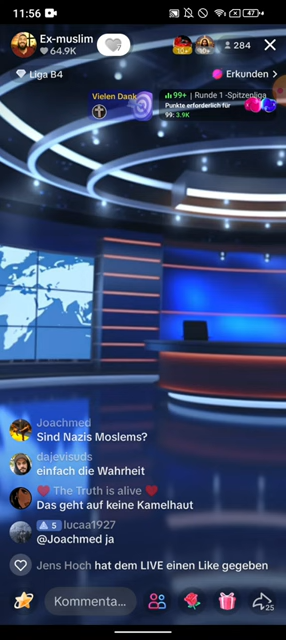 11:56
47
Ex-muslim
64.9K
284
Liga B4
Erkunden >
Vielen Dank
99+ | Runde 1 -Spitzenliga
Punkte erforderlich für
99: 3.9K
Joachmed
Sind Nazis Moslems?
dajevisuds
einfach die Wahrheit
The Truth is alive
Das geht auf keine Kamelhaut
5 lucaa1927
@Joachmed ja
Jens Hoch hat dem LIVE einen Like gegeben
Kommenta...
25